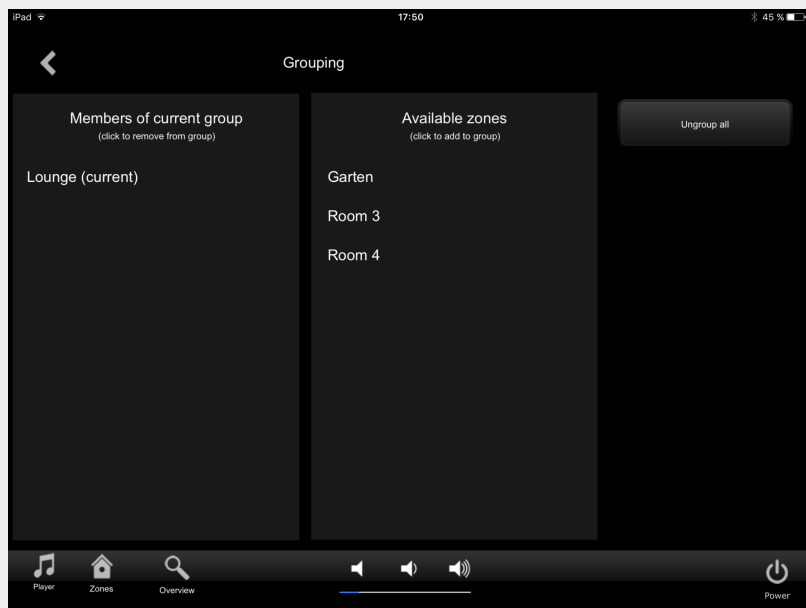 iPad
17:50
45 %
Grouping
Members of current group
(click to remove from group)
Lounge (current)
Available zones
(click to add to group)
Garten
Room 3
Room 4
Ungroup all
Player
Zones
Overview
Power